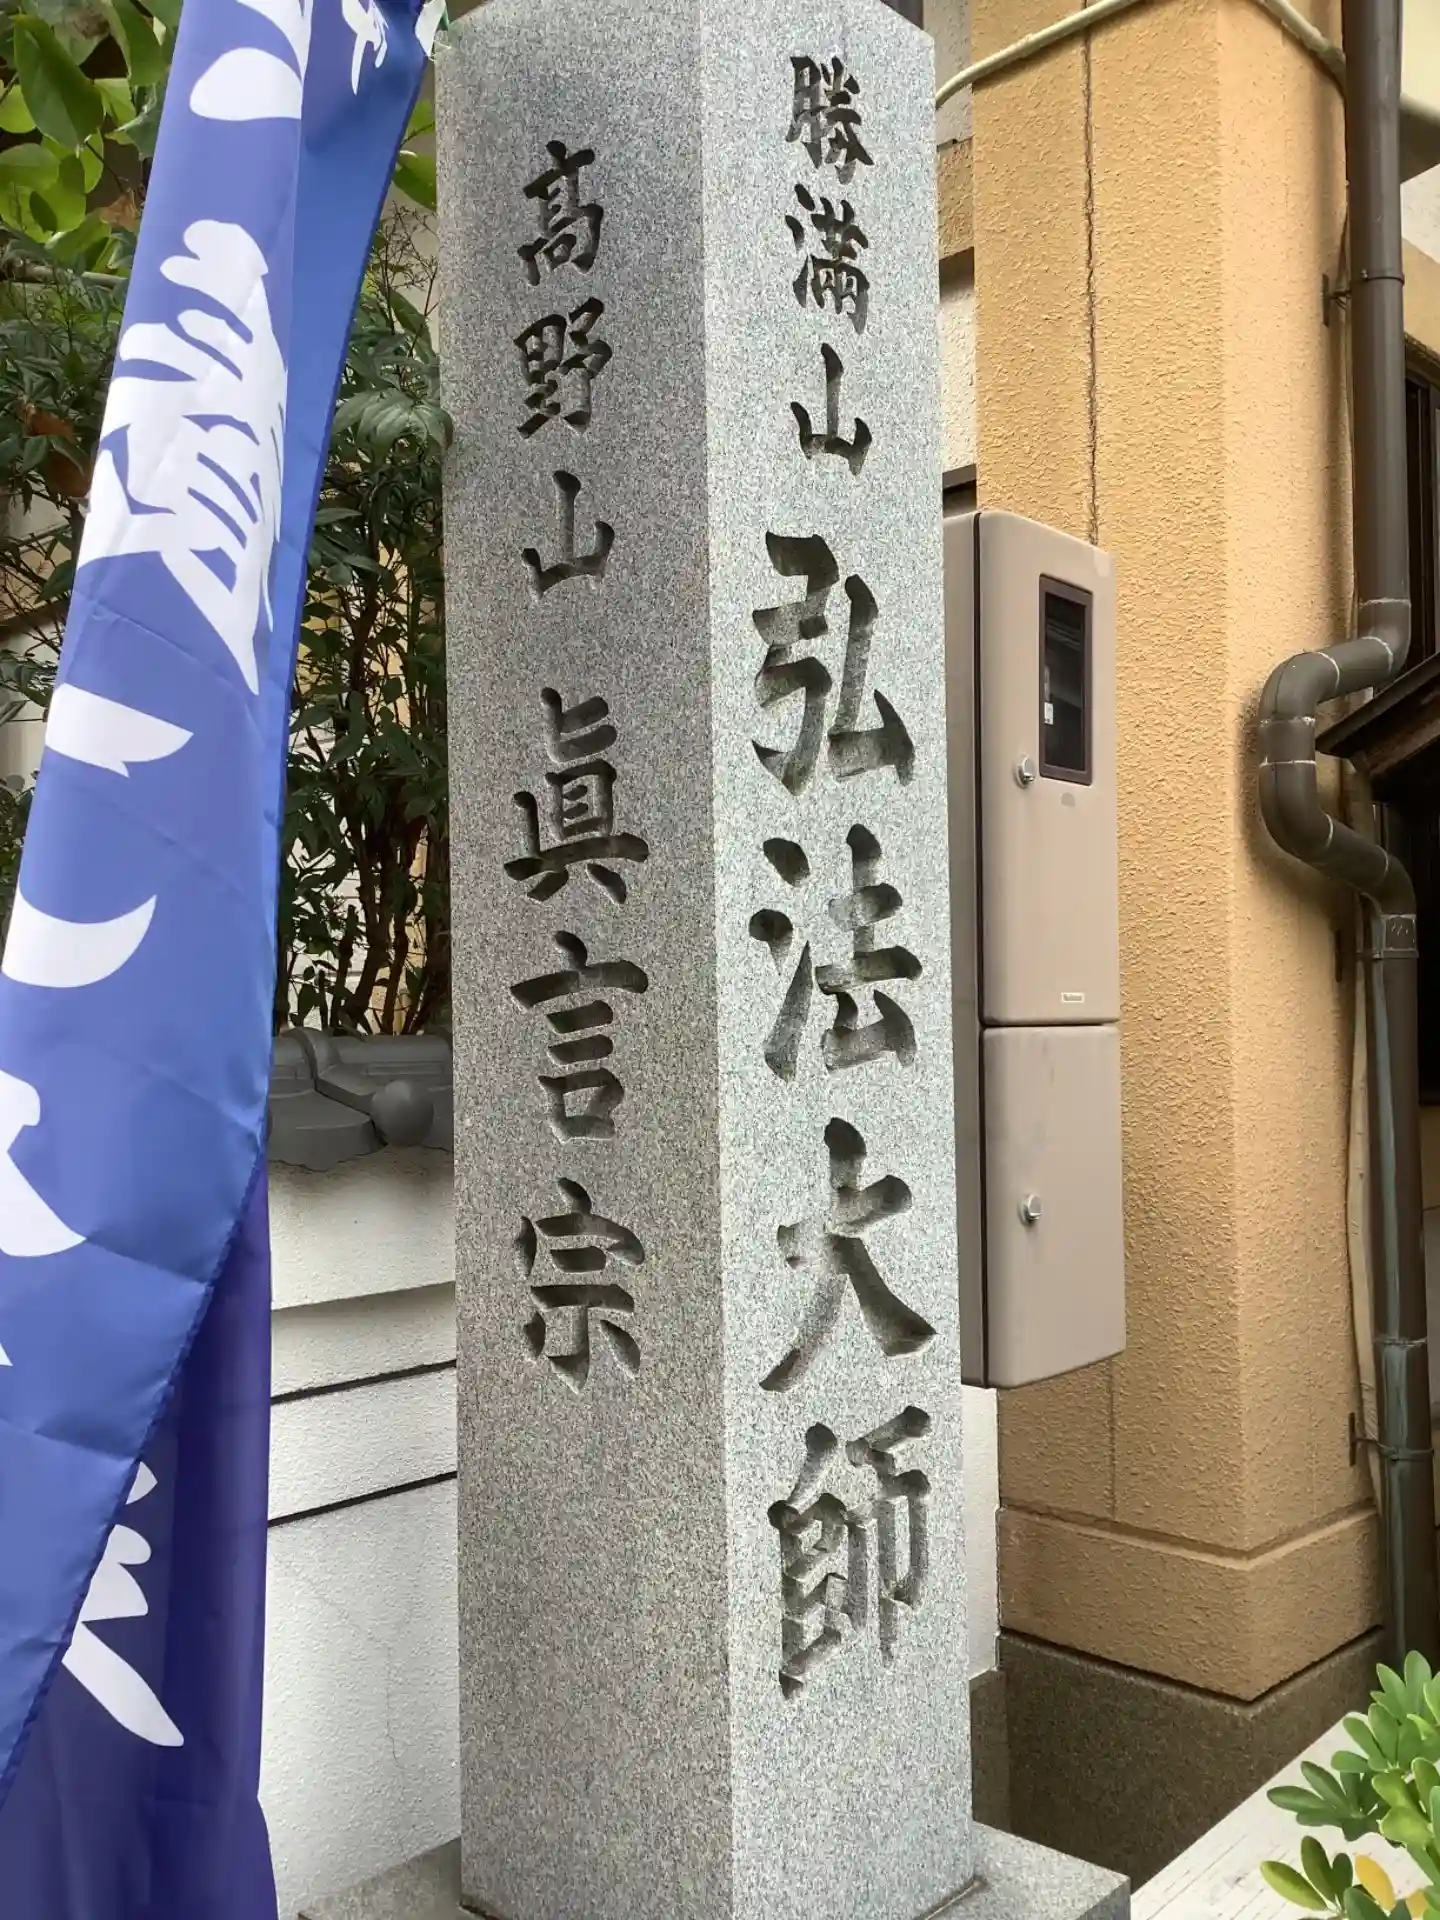 勝満山
弘法大師
高野山
眞言宗